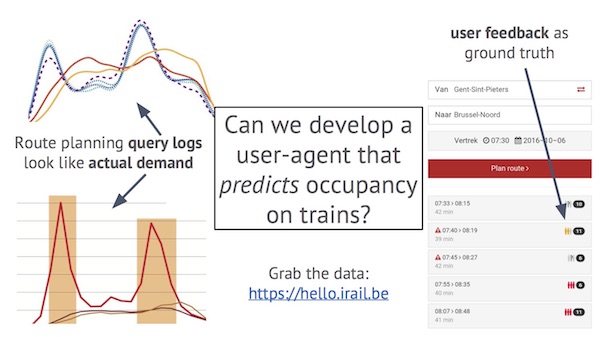 user feedback as
ground truth
Route planning query logs
look like actual demand
Can we develop a
user-agent that
predicts occupancy
on trains?
Grab the data:
https://hello.irail.be
Van Gent-Sint-Pieters
Naar Brussel-Noord
Vertrek 07:30 2016-10-06
Plan route ›
07:33 › 08:15
10
42 min
07:40 › 08:19
11
39 min
07:45 › 08:27
6
42 min
07:55 › 08:35
8
40 min
08:07 › 08:48
11
41 min